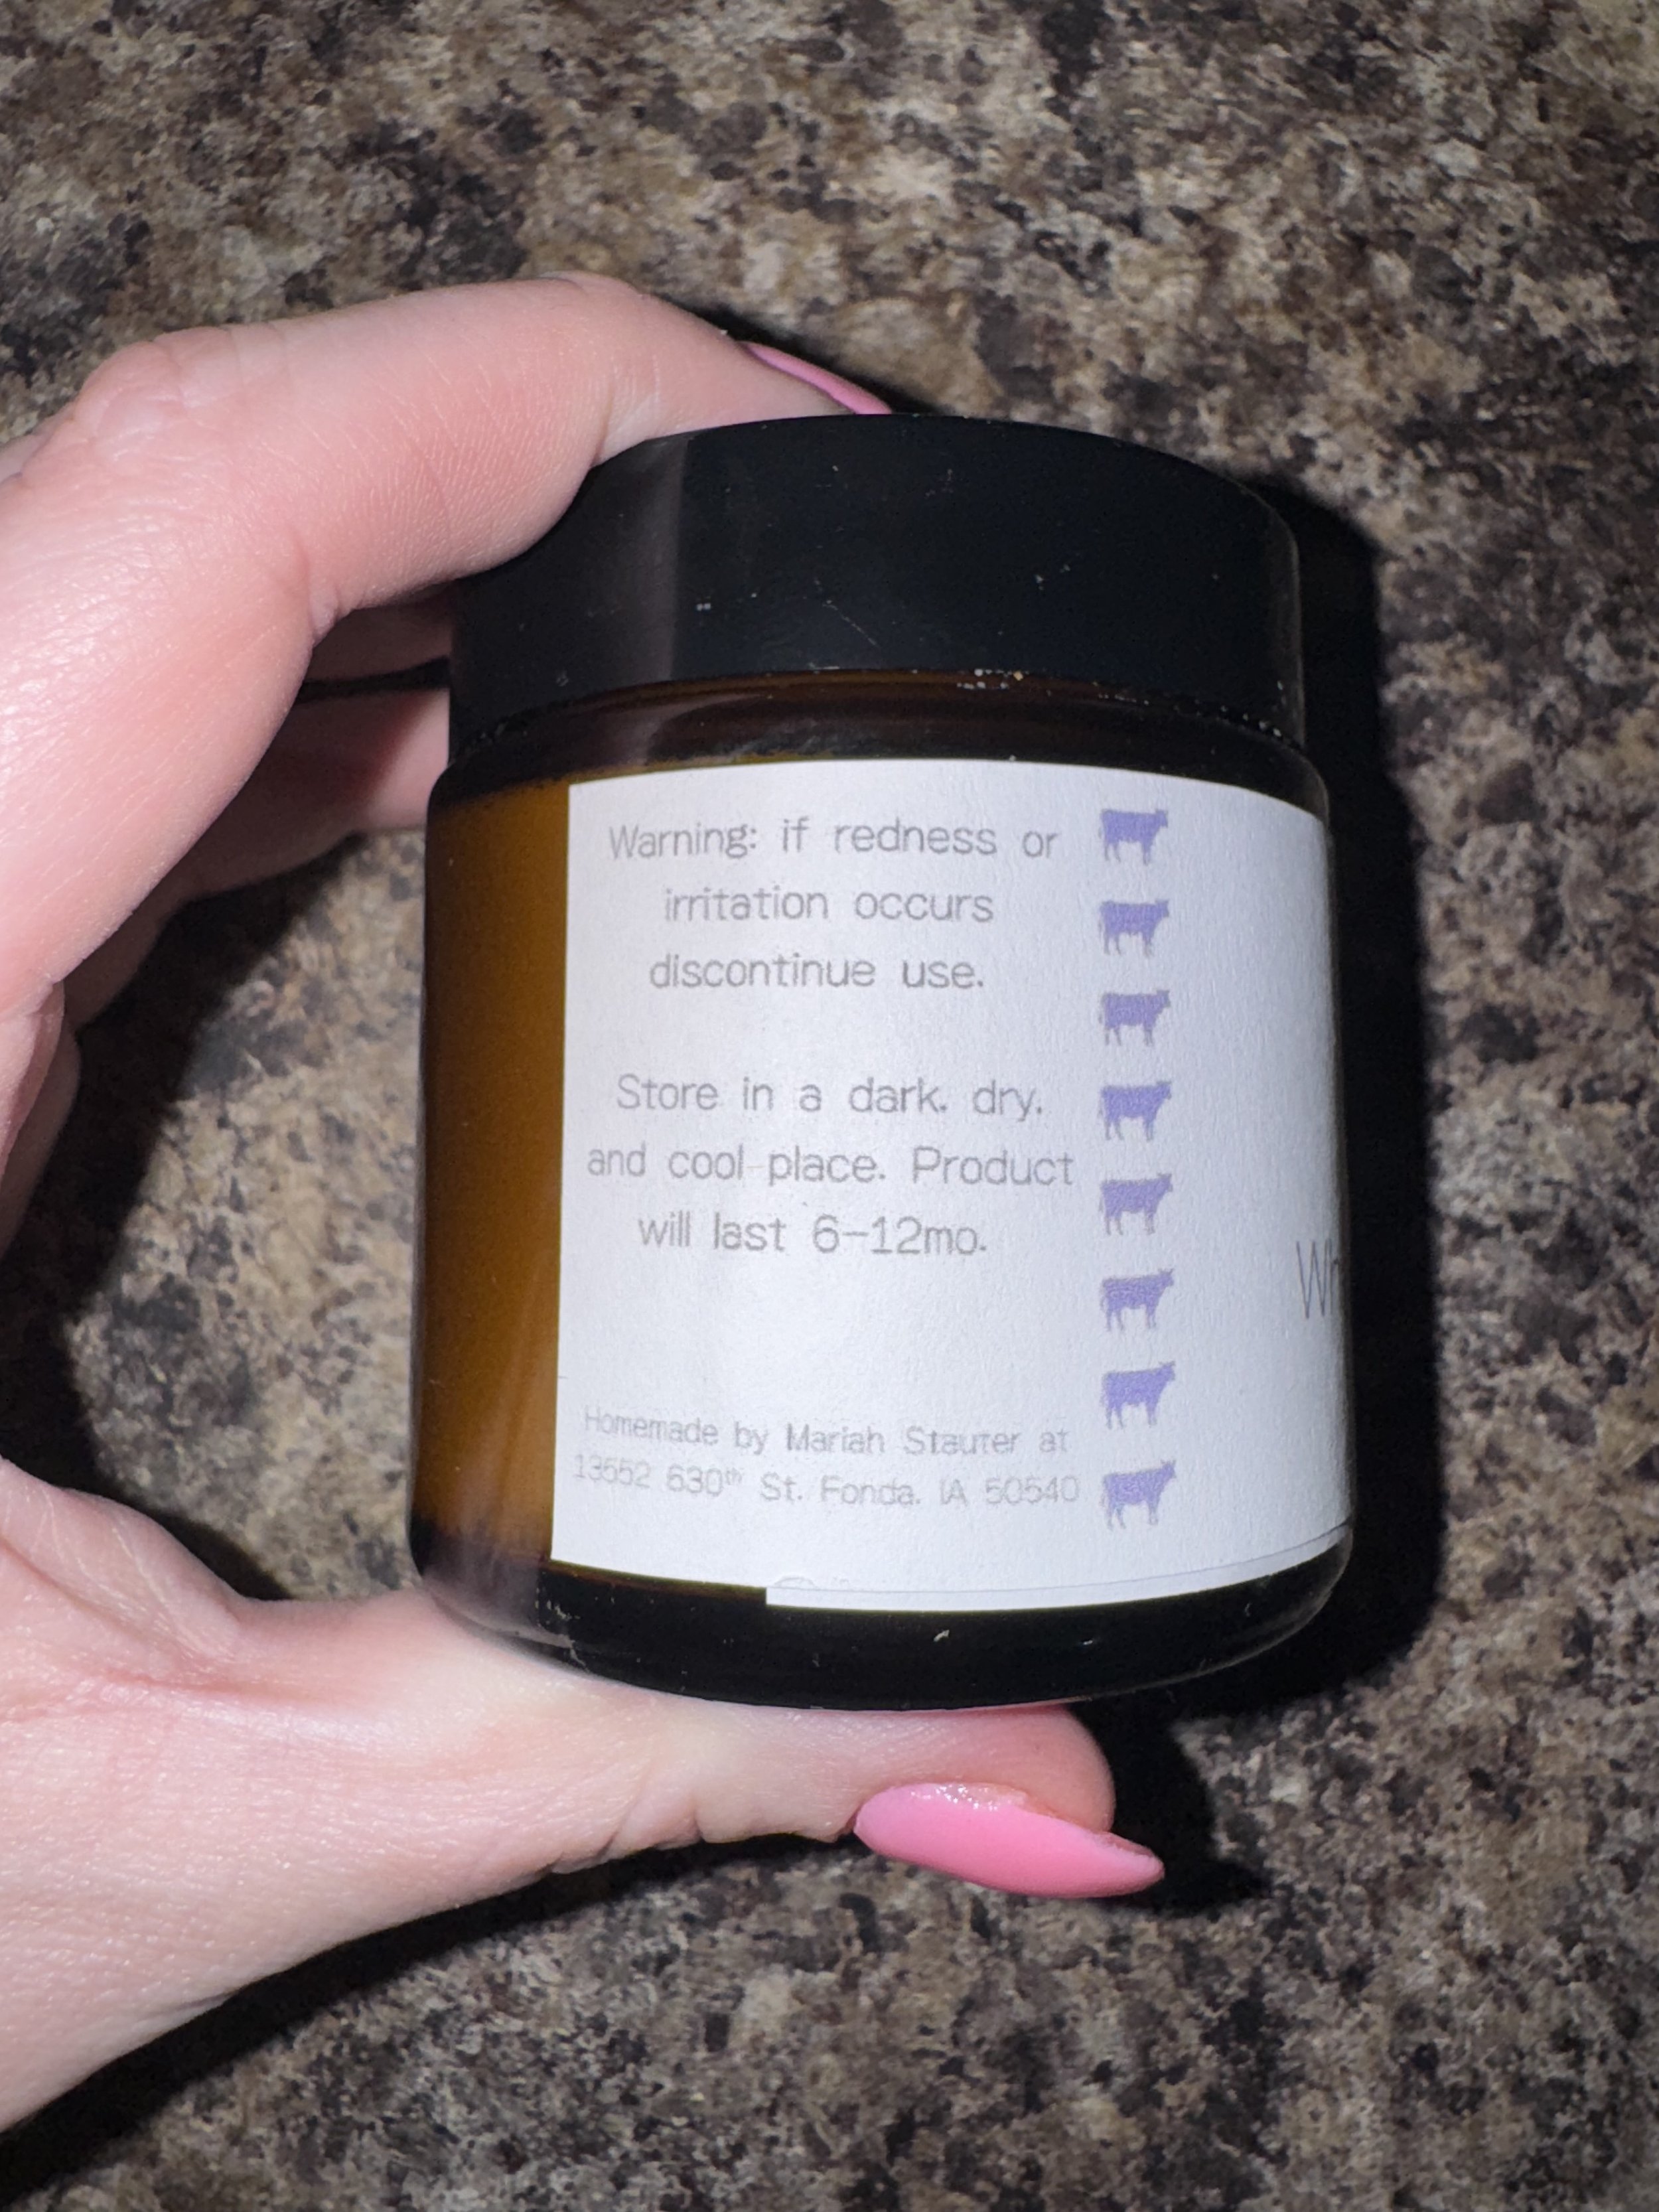 Warning: if redness or
irritation occurs
discontinue use.
Store in a dark, dry,
and cool place. Product
will last 6-12mo.
Homemade by Mariah Stauter at
13552 630th St. Fonda, IA 50540
Wh